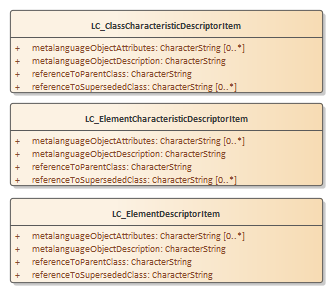 LC_ClassCharacteristicDescriptorItem
+ metalanguageObjectAttributes: CharacterString [0..*]
+ metalanguageObjectDescription: CharacterString
+ referenceToParentClass: CharacterString
+ referenceToSupersededClass: CharacterString [0..*]
LC_ElementCharacteristicDescriptorItem
+ metalanguageObjectAttributes: CharacterString [0..*]
+ metalanguageObjectDescription: CharacterString
+ referenceToParentClass: CharacterString
+ referenceToSupersededClass: CharacterString [0..*]
LC_ElementDescriptorItem
+ metalanguageObjectAttributes: CharacterString [0..*]
+ metalanguageObjectDescription: CharacterString
+ referenceToParentClass: CharacterString
+ referenceToSupersededClass: CharacterString